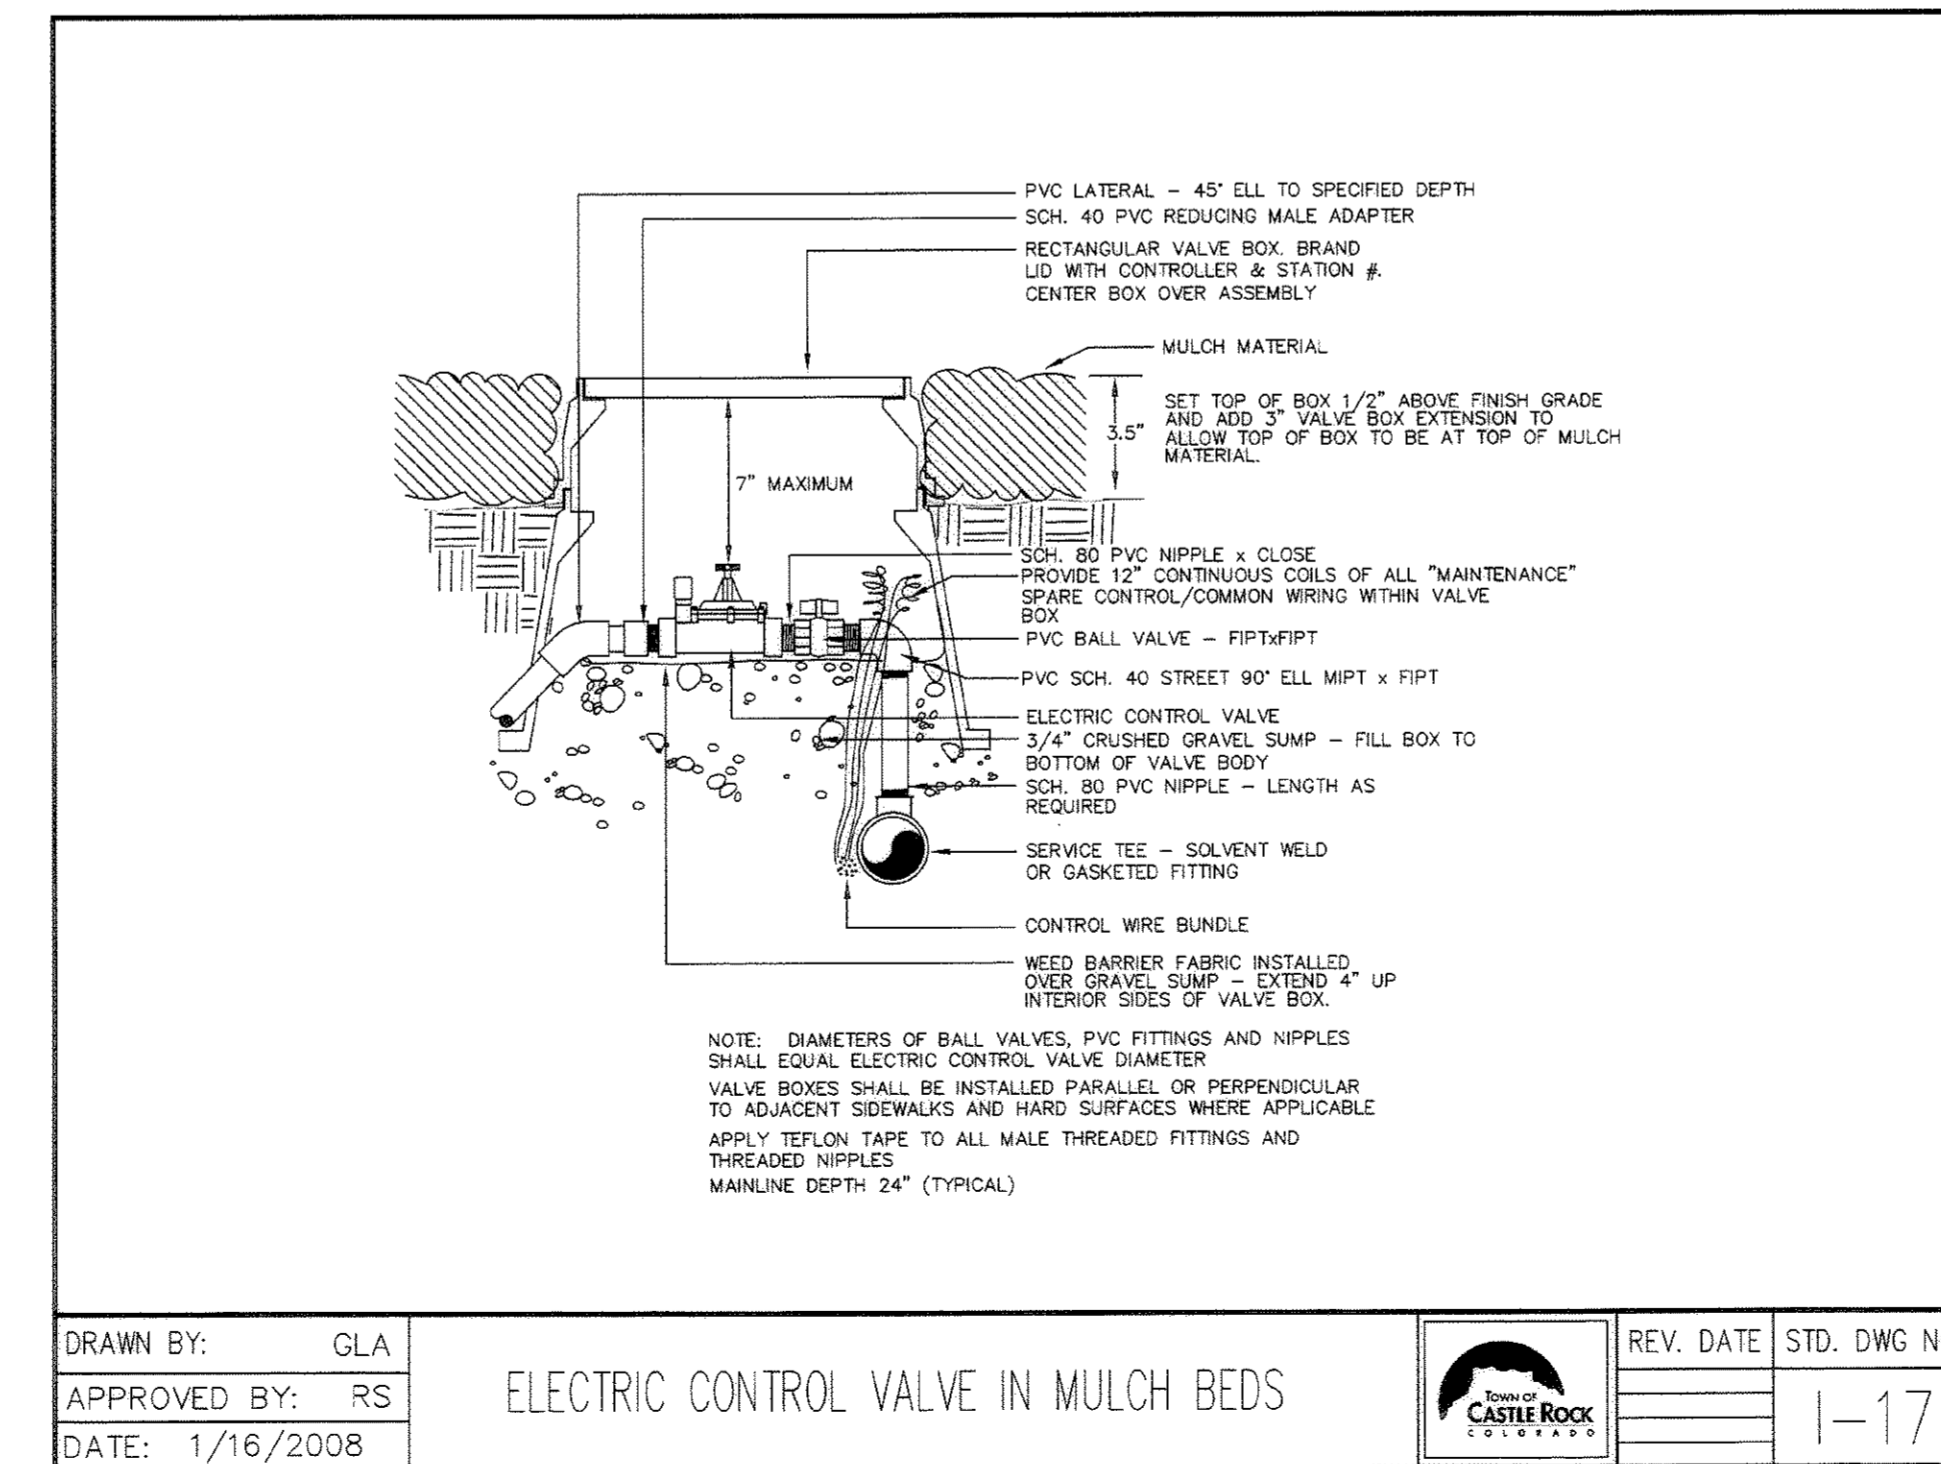 PVC LATERAL – 45° ELL TO SPECIFIED DEPTH
SCH. 40 PVC REDUCING MALE ADAPTER
RECTANGULAR VALVE BOX. BRAND
LID WITH CONTROLLER & STATION #.
CENTER BOX OVER ASSEMBLY
MULCH MATERIAL
SET TOP OF BOX 1/2" ABOVE FINISH GRADE
AND ADD 3" VALVE BOX EXTENSION TO
ALLOW TOP OF BOX TO BE AT TOP OF MULCH
MATERIAL.
3.5"
7" MAXIMUM
SCH. 80 PVC NIPPLE x CLOSE
PROVIDE 12" CONTINUOUS COILS OF ALL "MAINTENANCE"
SPARE CONTROL/COMMON WIRING WITHIN VALVE
BOX
PVC BALL VALVE – FIPTxFIPT
PVC SCH. 40 STREET 90° ELL MIPT x FIPT
ELECTRIC CONTROL VALVE
3/4" CRUSHED GRAVEL SUMP – FILL BOX TO
BOTTOM OF VALVE BODY
SCH. 80 PVC NIPPLE – LENGTH AS
REQUIRED
SERVICE TEE – SOLVENT WELD
OR GASKETED FITTING
CONTROL WIRE BUNDLE
WEED BARRIER FABRIC INSTALLED
OVER GRAVEL SUMP – EXTEND 4" UP
INTERIOR SIDES OF VALVE BOX.
NOTE: DIAMETERS OF BALL VALVES, PVC FITTINGS AND NIPPLES
SHALL EQUAL ELECTRIC CONTROL VALVE DIAMETER
VALVE BOXES SHALL BE INSTALLED PARALLEL OR PERPENDICULAR
TO ADJACENT SIDEWALKS AND HARD SURFACES WHERE APPLICABLE
APPLY TEFLON TAPE TO ALL MALE THREADED FITTINGS AND
THREADED NIPPLES
MAINLINE DEPTH 24" (TYPICAL)
DRAWN BY: GLA
APPROVED BY: RS
DATE: 1/16/2008
ELECTRIC CONTROL VALVE IN MULCH BEDS
TOWN OF
CASTLE ROCK
COLORADO
REV. DATE
STD. DWG N
I–17